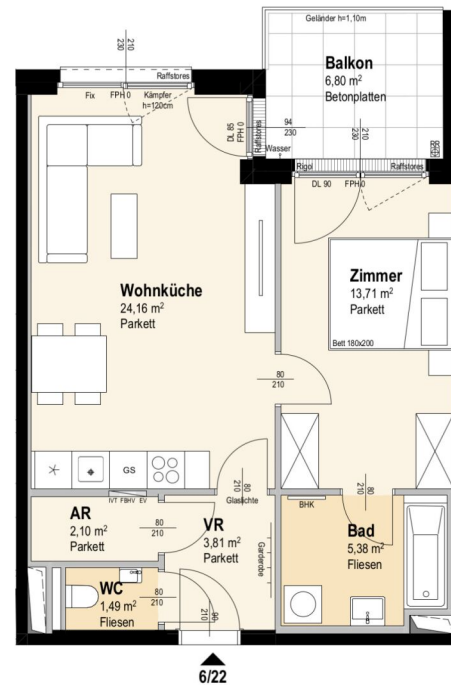 Geländer h=1,10m
Balkon
6,80 m²
Betonplatten
210
230
Raffstores
Fix
FPH 0
Kämpfer
h=120cm
DL 95
FPH 0
Raffstores
94
230
Wasser
210
230
Rigol
Raffstores
DL 90
FPH 0
Wohnküche
24,16 m²
Parkett
Zimmer
13,71 m²
Parkett
Bett 180x200
80
210
GS
80
210
Glaslichte
IVT FBHV EV
AR
2,10 m²
Parkett
80
210
VR
3,81 m²
Parkett
Garderobe
BHK
80
210
Bad
5,38 m²
Fliesen
WC
1,49 m²
Fliesen
80
210
90
210
6/22